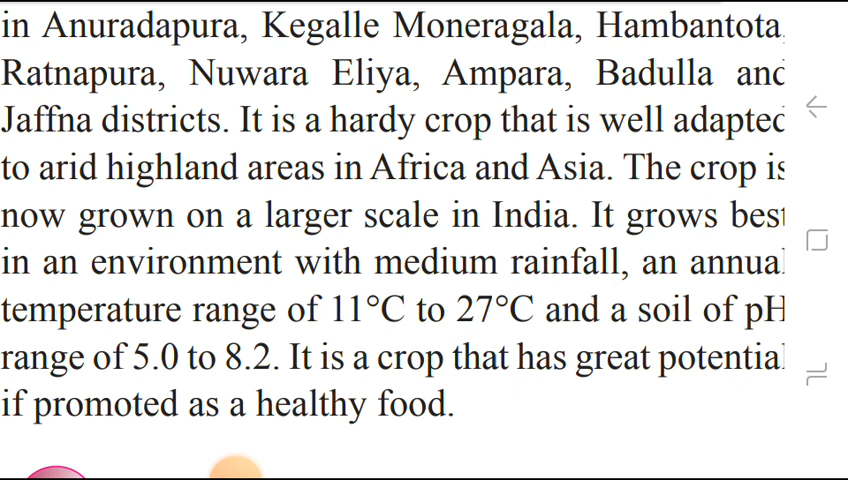 in Anuradapura, Kegalle Moneragala, Hambantota,
Ratnapura, Nuwara Eliya, Ampara, Badulla and
Jaffna districts. It is a hardy crop that is well adapted
to arid highland areas in Africa and Asia. The crop is
now grown on a larger scale in India. It grows best
in an environment with medium rainfall, an annual
temperature range of 11°C to 27°C and a soil of pH
range of 5.0 to 8.2. It is a crop that has great potential
if promoted as a healthy food.